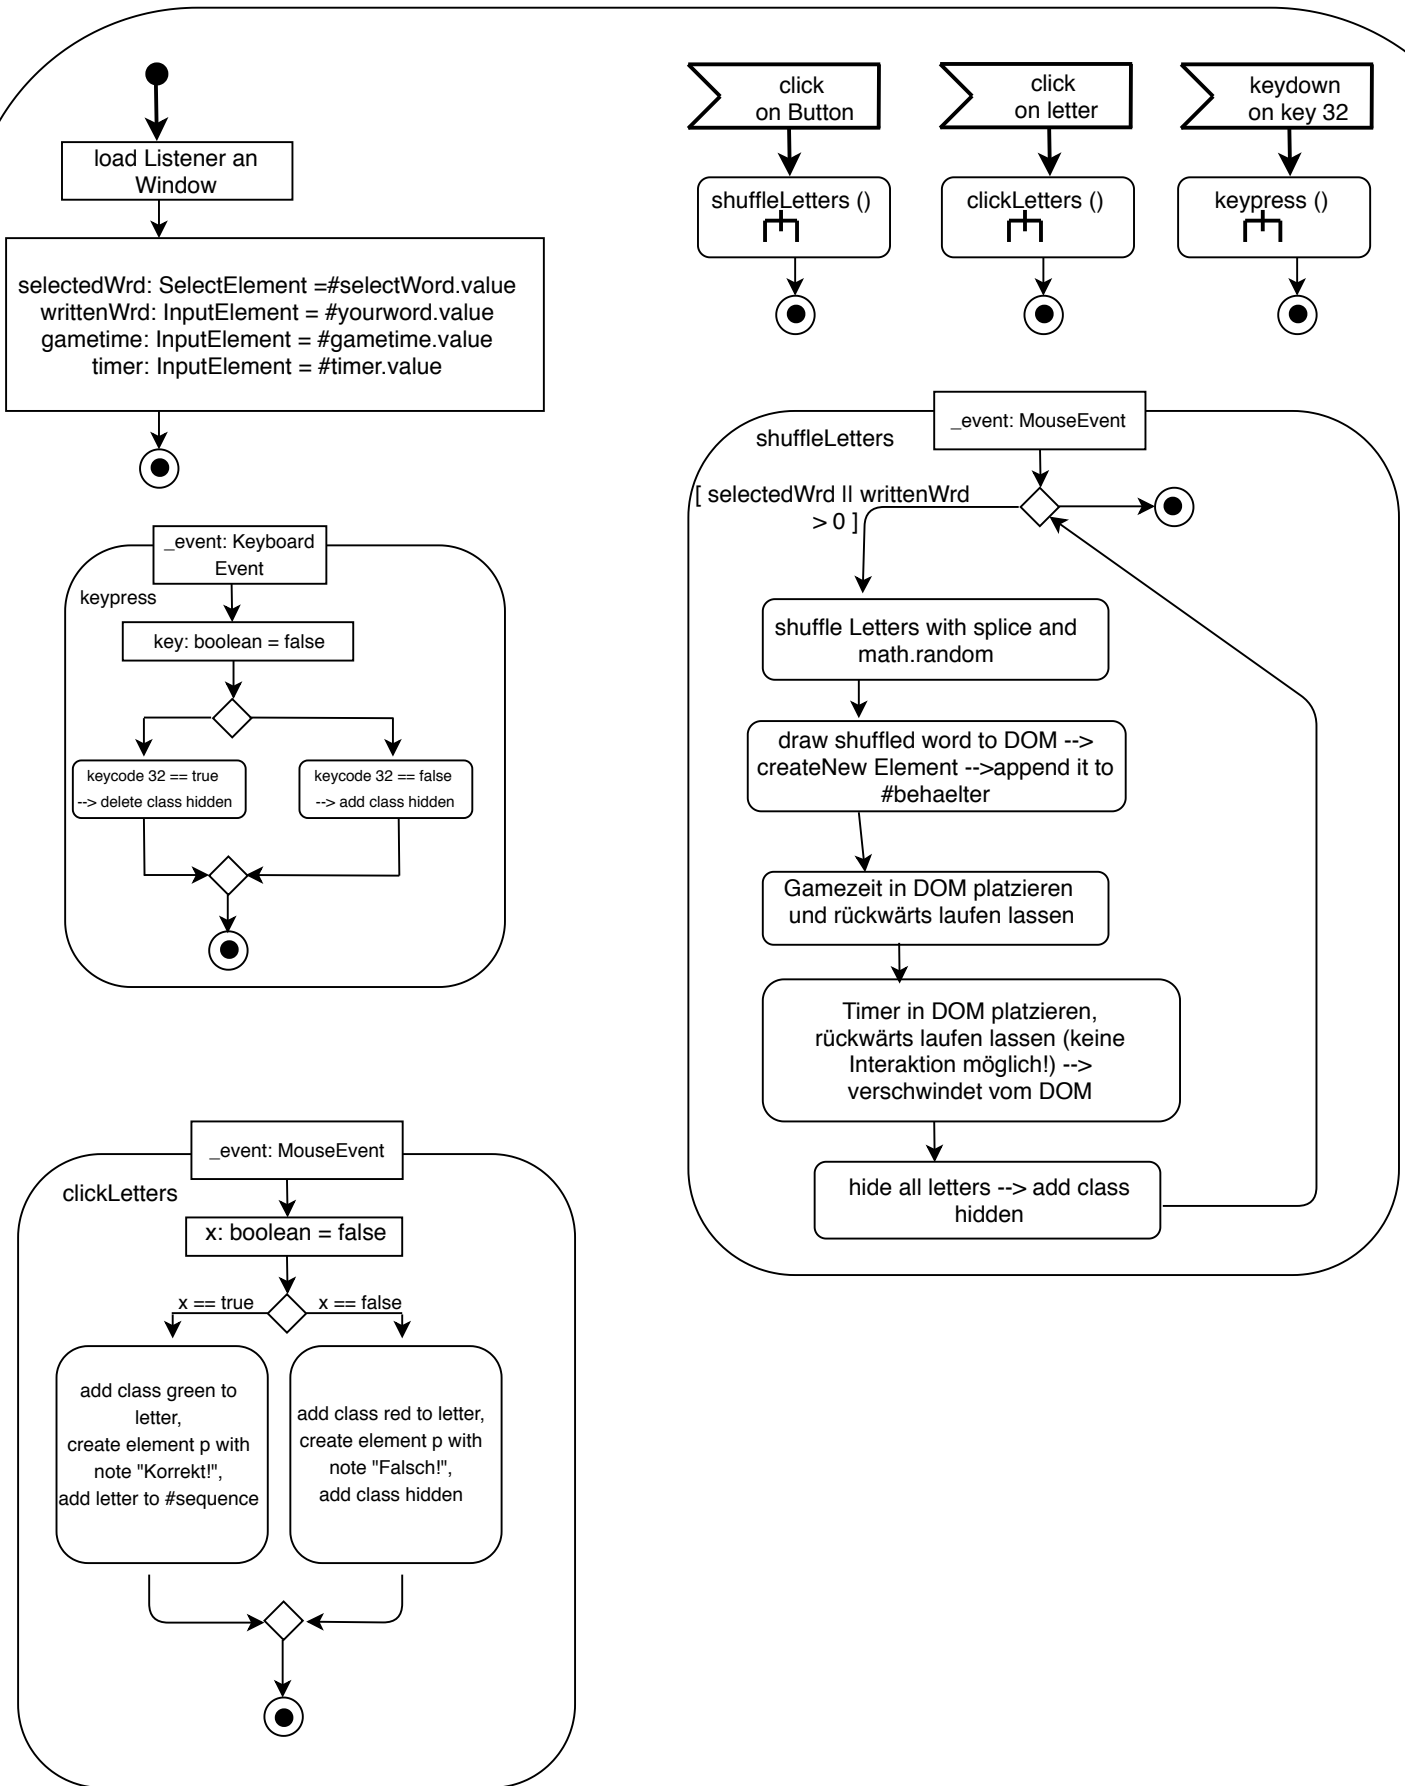 load Listener an
Window
selectedWrd: SelectElement =#selectWord.value
writtenWrd: InputElement = #yourword.value
gametime: InputElement = #gametime.value
timer: InputElement = #timer.value
click
on Button
shuffleLetters ()
click
on letter
clickLetters ()
keydown
on key 32
keypress ()
_event: Keyboard
Event
keypress
key: boolean = false
keycode 32 == true
--> delete class hidden
keycode 32 == false
--> add class hidden
_event: MouseEvent
shuffleLetters
[ selectedWrd || writtenWrd
> 0 ]
shuffle Letters with splice and
math.random
draw shuffled word to DOM -->
createNew Element -->append it to
#behaelter
Gamezeit in DOM platzieren
und rückwärts laufen lassen
Timer in DOM platzieren,
rückwärts laufen lassen (keine
Interaktion möglich!) -->
verschwindet vom DOM
hide all letters --> add class
hidden
_event: MouseEvent
clickLetters
x: boolean = false
x == true
x == false
add class green to
letter,
create element p with
note "Korrekt!",
add letter to #sequence
add class red to letter,
create element p with
note "Falsch!",
add class hidden